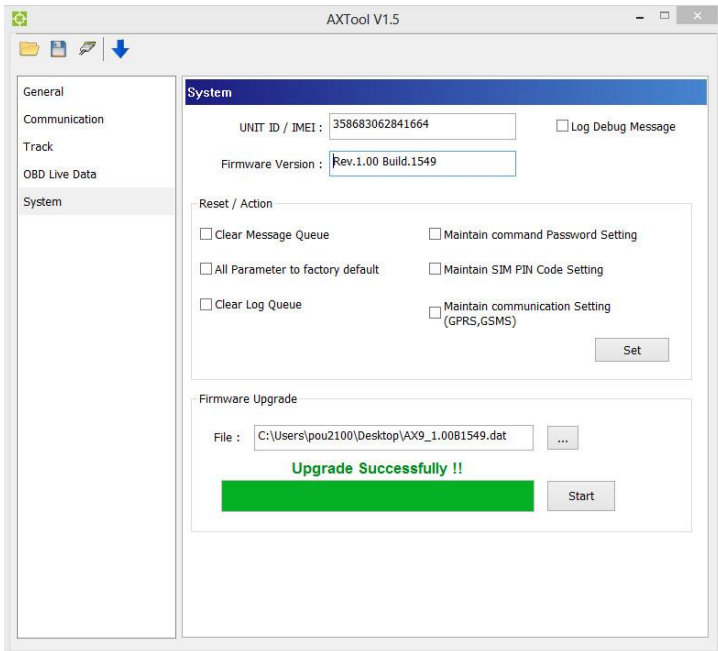 AXTool V1.5
General
Communication
Track
OBD Live Data
System
System
UNIT ID / IMEI : 358683062841664
Log Debug Message
Firmware Version : Rev.1.00 Build.1549
Reset / Action
Clear Message Queue
Maintain command Password Setting
All Parameter to factory default
Maintain SIM PIN Code Setting
Clear Log Queue
Maintain communication Setting
(GPRS,GSMS)
Set
Firmware Upgrade
File : C:\Users\pou2100\Desktop\AX9_1.00B1549.dat ...
Upgrade Successfully !!
Start